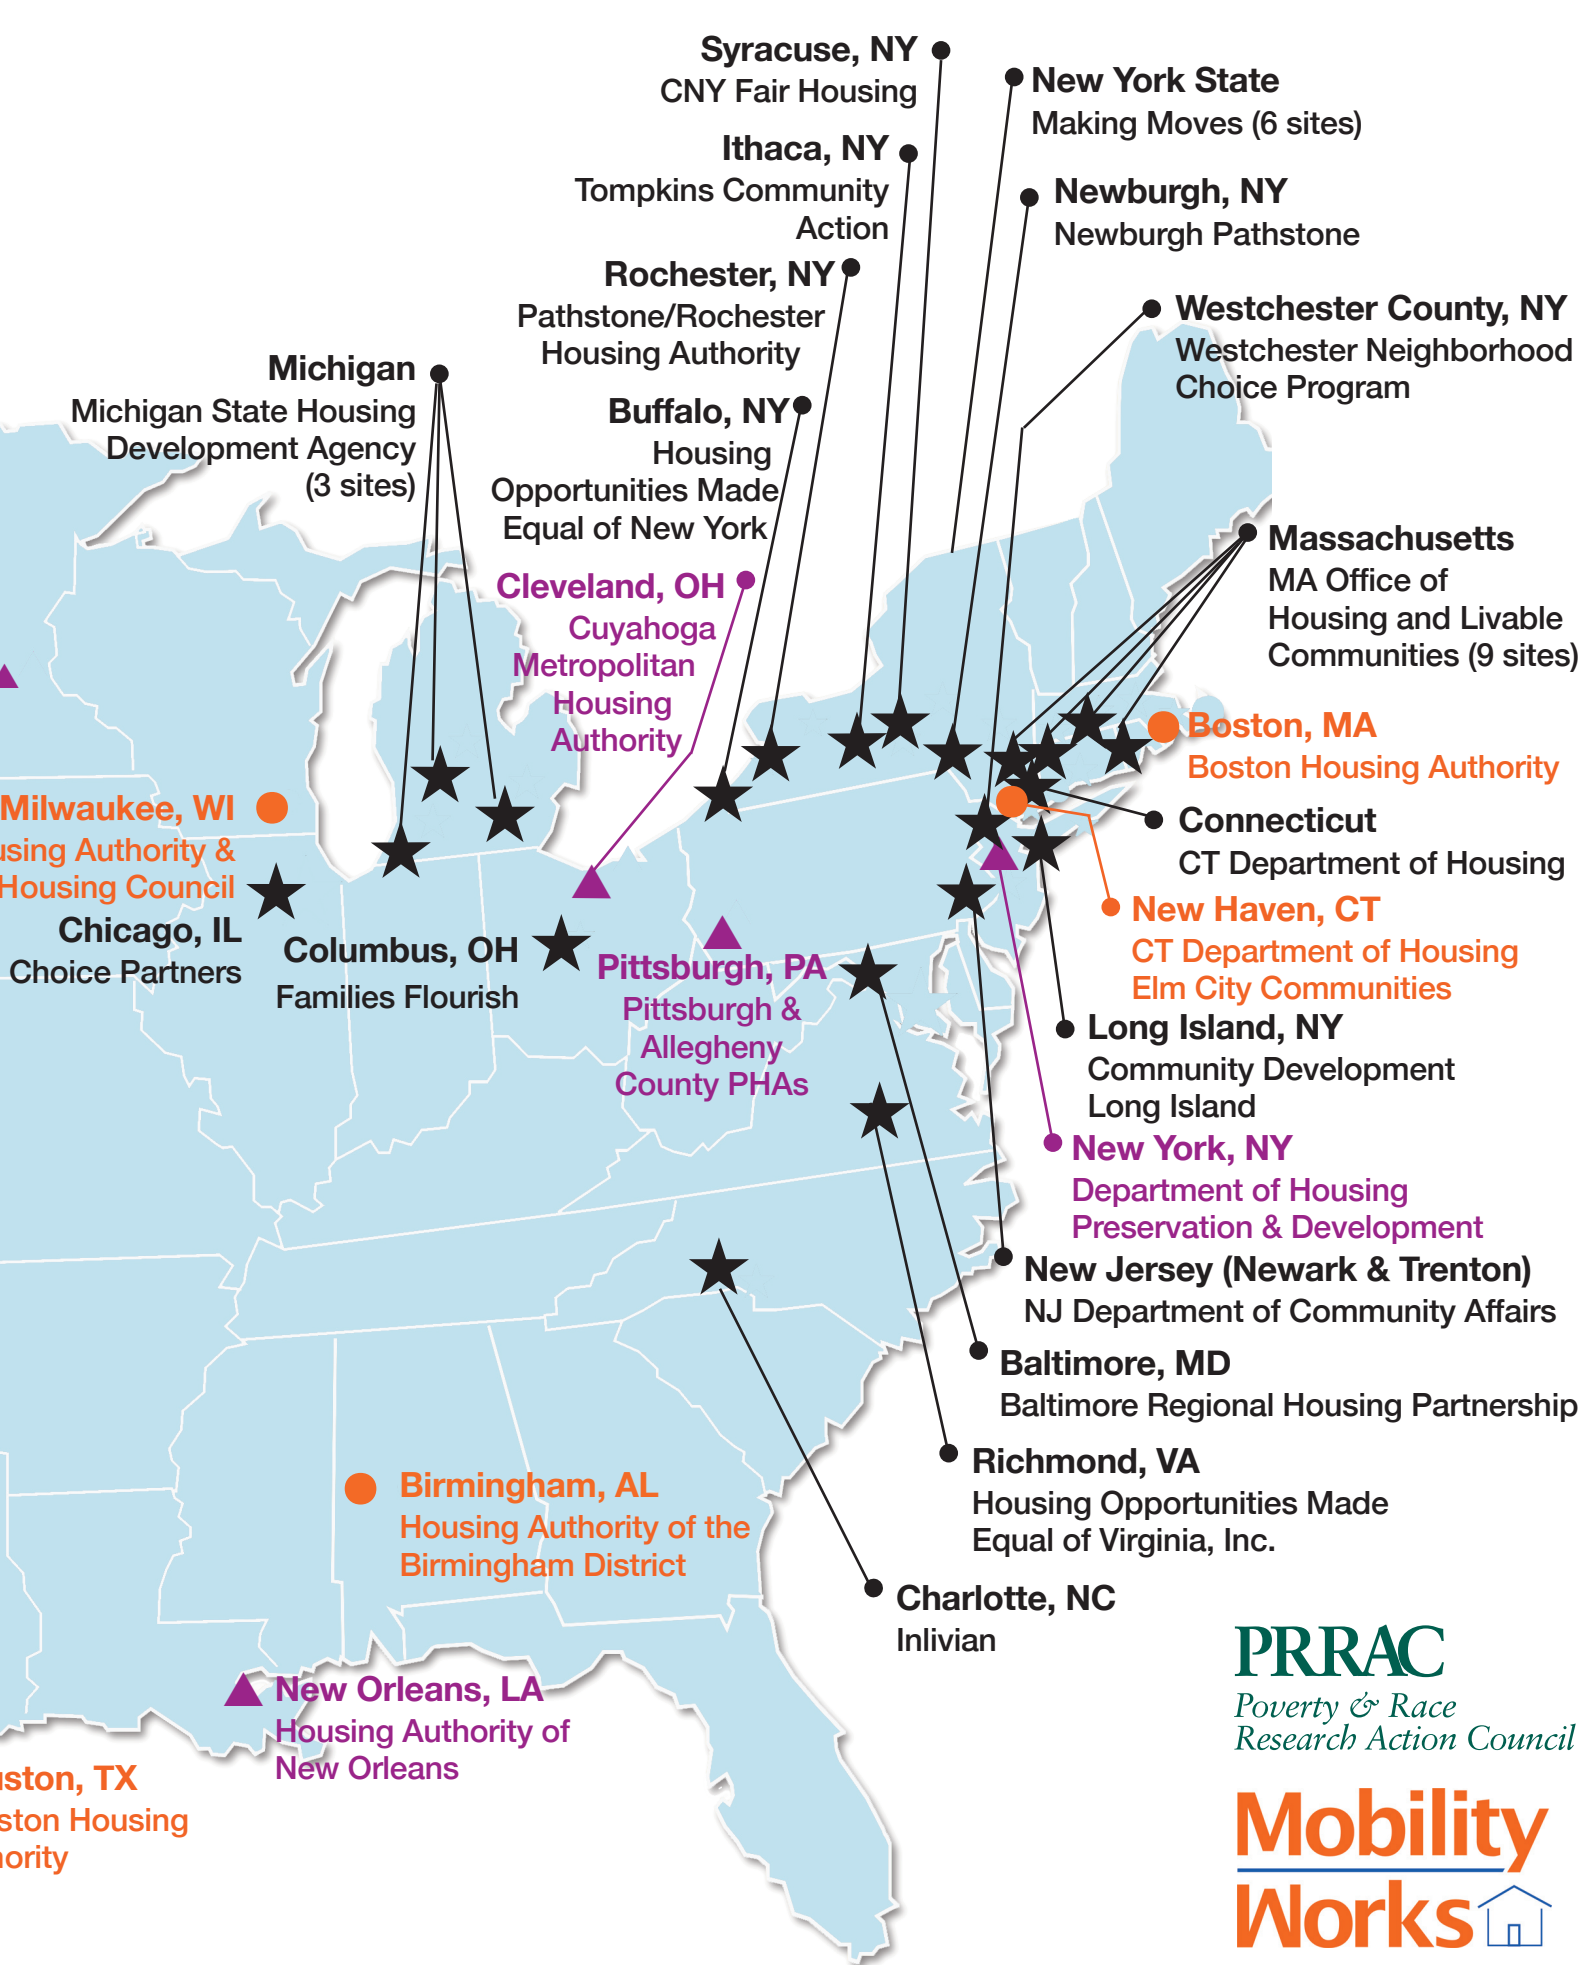 Syracuse, NY
CNY Fair Housing
New York State
Making Moves (6 sites)
Ithaca, NY
Tompkins Community
Action
Newburgh, NY
Newburgh Pathstone
Rochester, NY
Pathstone/Rochester
Housing Authority
Westchester County, NY
Westchester Neighborhood
Choice Program
Michigan
Michigan State Housing
Development Agency
(3 sites)
Buffalo, NY
Housing
Opportunities Made
Equal of New York
Massachusetts
MA Office of
Housing and Livable
Communities (9 sites)
Cleveland, OH
Cuyahoga
Metropolitan
Housing
Authority
Boston, MA
Boston Housing Authority
Milwaukee, WI
using Authority &
Housing Council
Connecticut
CT Department of Housing
Chicago, IL
Choice Partners
Columbus, OH
Families Flourish
New Haven, CT
CT Department of Housing
Elm City Communities
Pittsburgh, PA
Pittsburgh &
Allegheny
County PHAs
Long Island, NY
Community Development
Long Island
New York, NY
Department of Housing
Preservation & Development
New Jersey (Newark & Trenton)
NJ Department of Community Affairs
Baltimore, MD
Baltimore Regional Housing Partnership
Richmond, VA
Housing Opportunities Made
Equal of Virginia, Inc.
Birmingham, AL
Housing Authority of the
Birmingham District
Charlotte, NC
Inlivian
New Orleans, LA
Housing Authority of
New Orleans
uston, TX
ston Housing
ority
PRRAC
Poverty & Race
Research Action Council
Mobility
Works